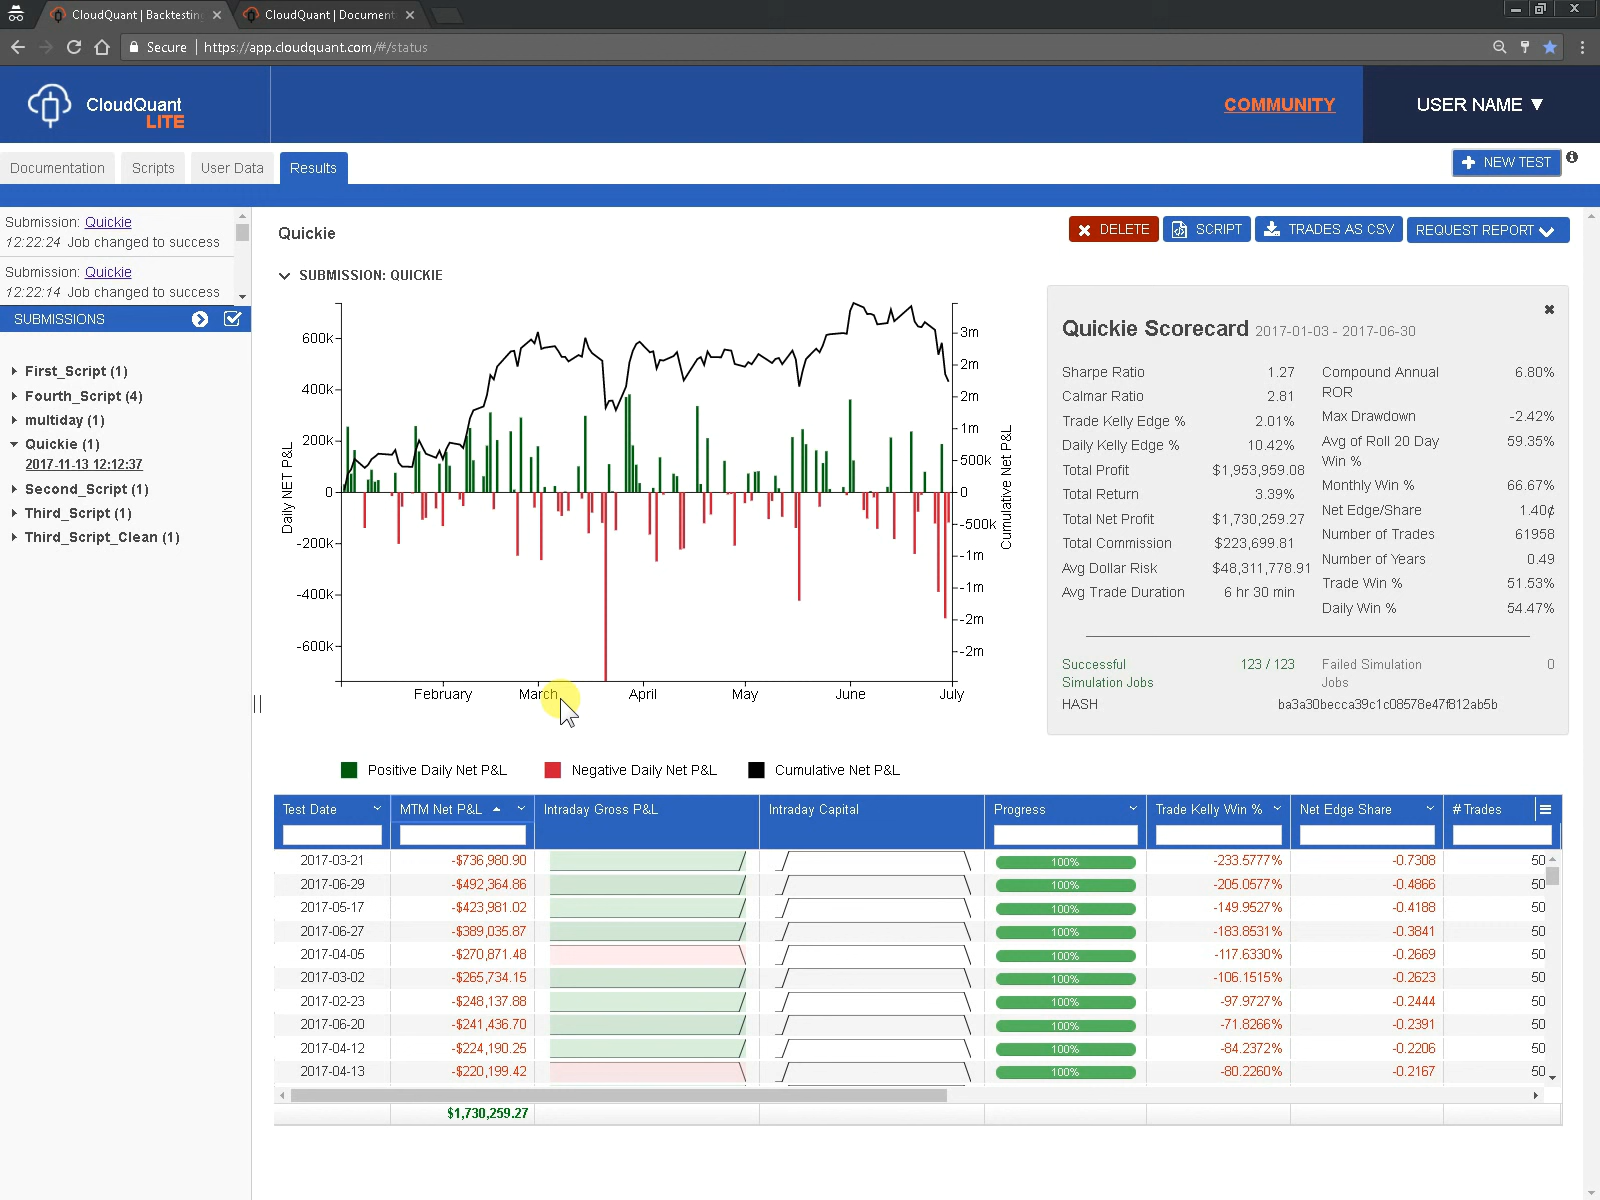 CloudQuant | Backtesting
CloudQuant | Document
Secure | https://app.cloudquant.com/#/status
CloudQuant
LITE
COMMUNITY
USER NAME ▼
Documentation
Scripts
User Data
Results
NEW TEST
Submission: Quickie
12:22:24 Job changed to success
Submission: Quickie
12:22:14 Job changed to success
SUBMISSIONS
First_Script (1)
Fourth_Script (4)
multiday (1)
Quickie (1)
2017-11-13 12:12:37
Second_Script (1)
Third_Script (1)
Third_Script_Clean (1)
Quickie
DELETE
SCRIPT
TRADES AS CSV
REQUEST REPORT
SUBMISSION: QUICKIE
Daily NET P&L
600k
400k
200k
0
-200k
-400k
-600k
3m
2m
2m
1m
500k
0
-500k
-1m
-1m
-2m
-2m
Cumulative Net P&L
February March April May June July
Positive Daily Net P&L Negative Daily Net P&L Cumulative Net P&L
Quickie Scorecard 2017-01-03 - 2017-06-30
Sharpe Ratio 1.27
Calmar Ratio 2.81
Trade Kelly Edge % 2.01%
Daily Kelly Edge % 10.42%
Total Profit $1,953,959.08
Total Return 3.39%
Total Net Profit $1,730,259.27
Total Commission $223,699.81
Avg Dollar Risk $48,311,778.91
Avg Trade Duration 6 hr 30 min
Compound Annual 6.80%
ROR
Max Drawdown -2.42%
Avg of Roll 20 Day 59.35%
Win %
Monthly Win % 66.67%
Net Edge/Share 1.40¢
Number of Trades 61958
Number of Years 0.49
Trade Win % 51.53%
Daily Win % 54.47%
Successful 123 / 123
Simulation Jobs
Failed Simulation 0
Jobs
HASH ba3a30becca39c1c08578e47f812ab5b
Test Date MTM Net P&L Intraday Gross P&L Intraday Capital Progress Trade Kelly Win % Net Edge Share # Trades
2017-03-21 -$736,980.90 100% -233.5777% -0.7308 50
2017-06-29 -$492,364.86 100% -205.0577% -0.4866 50
2017-05-17 -$423,981.02 100% -149.9527% -0.4188 50
2017-06-27 -$389,035.87 100% -183.8531% -0.3841 50
2017-04-05 -$270,871.48 100% -117.6330% -0.2669 50
2017-03-02 -$265,734.15 100% -106.1515% -0.2623 50
2017-02-23 -$248,137.88 100% -97.9727% -0.2444 50
2017-06-20 -$241,436.70 100% -71.8266% -0.2391 50
2017-04-12 -$224,190.25 100% -84.2372% -0.2206 50
2017-04-13 -$220,199.42 100% -80.2260% -0.2167 50
$1,730,259.27